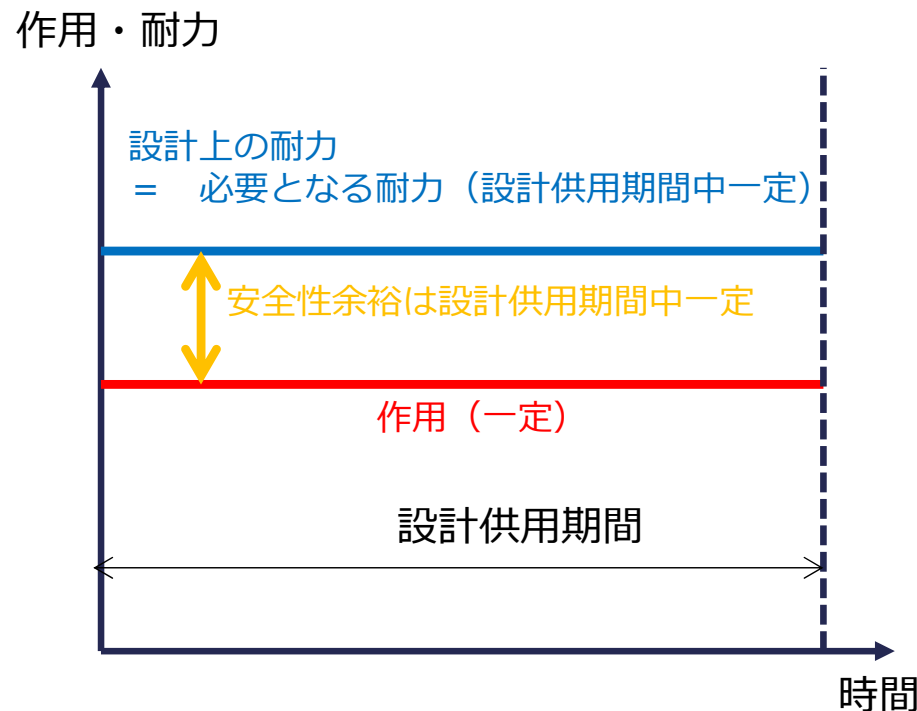 作用・耐力
設計上の耐力
＝　必要となる耐力（設計供用期間中一定）
安全性余裕は設計供用期間中一定
作用（一定）
設計供用期間
時間